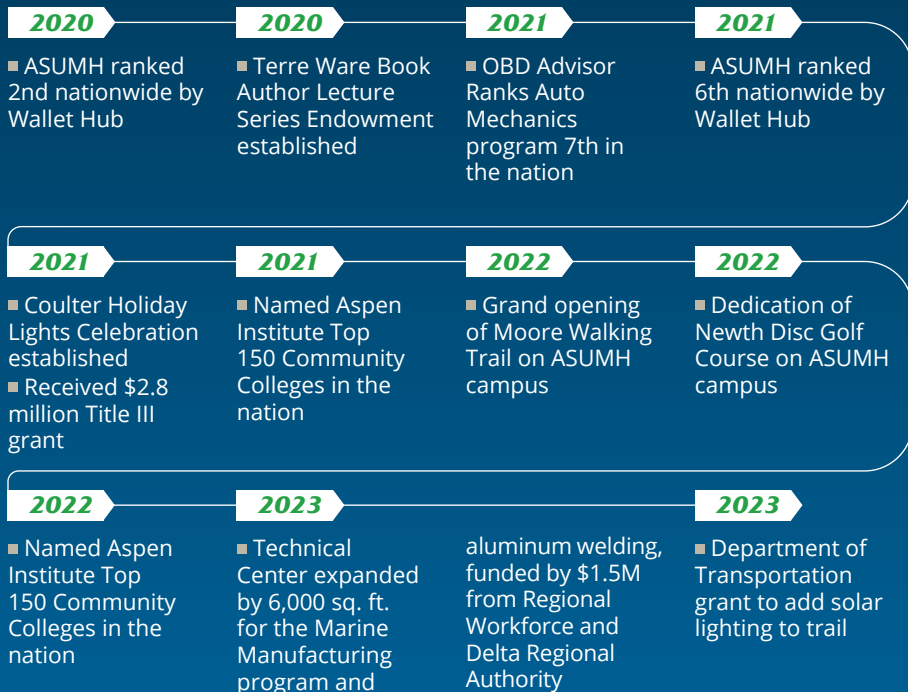 2020
■ ASUMH ranked
2nd nationwide by
Wallet Hub
2020
■ Terre Ware Book
Author Lecture
Series Endowment
established
2021
■ OBD Advisor
Ranks Auto
Mechanics
program 7th in
the nation
2021
■ ASUMH ranked
6th nationwide by
Wallet Hub
2021
■ Coulter Holiday
Lights Celebration
established
■ Received $2.8
million Title III
grant
2021
■ Named Aspen
Institute Top
150 Community
Colleges in the
nation
2022
■ Grand opening
of Moore Walking
Trail on ASUMH
campus
2022
■ Dedication of
Newth Disc Golf
Course on ASUMH
campus
2022
■ Named Aspen
Institute Top
150 Community
Colleges in the
nation
2023
■ Technical
Center expanded
by 6,000 sq. ft.
for the Marine
Manufacturing
program and
aluminum welding,
funded by $1.5M
from Regional
Workforce and
Delta Regional
Authority
2023
■ Department of
Transportation
grant to add solar
lighting to trail